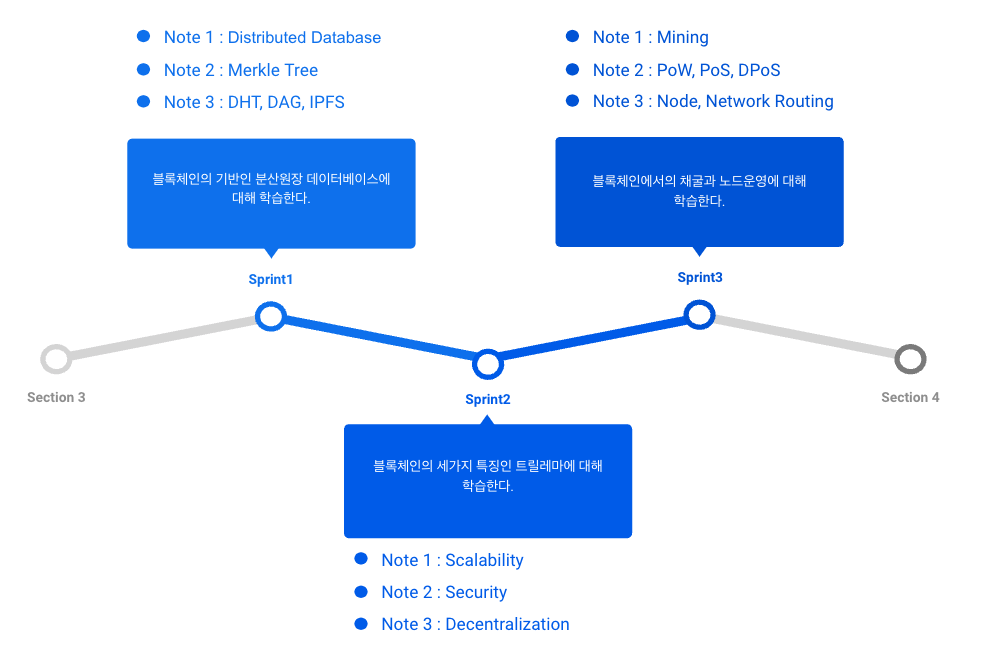 Note 1 : Distributed Database
Note 2 : Merkle Tree
Note 3 : DHT, DAG, IPFS
블록체인의 기반인 분산원장 데이터베이스에
대해 학습한다.
Sprint1
Note 1 : Mining
Note 2 : PoW, PoS, DPoS
Note 3 : Node, Network Routing
블록체인에서의 채굴과 노드운영에 대해
학습한다.
Sprint3
Section 3
Sprint2
Section 4
블록체인의 세가지 특징인 트릴레마에 대해
학습한다.
Note 1 : Scalability
Note 2 : Security
Note 3 : Decentralization